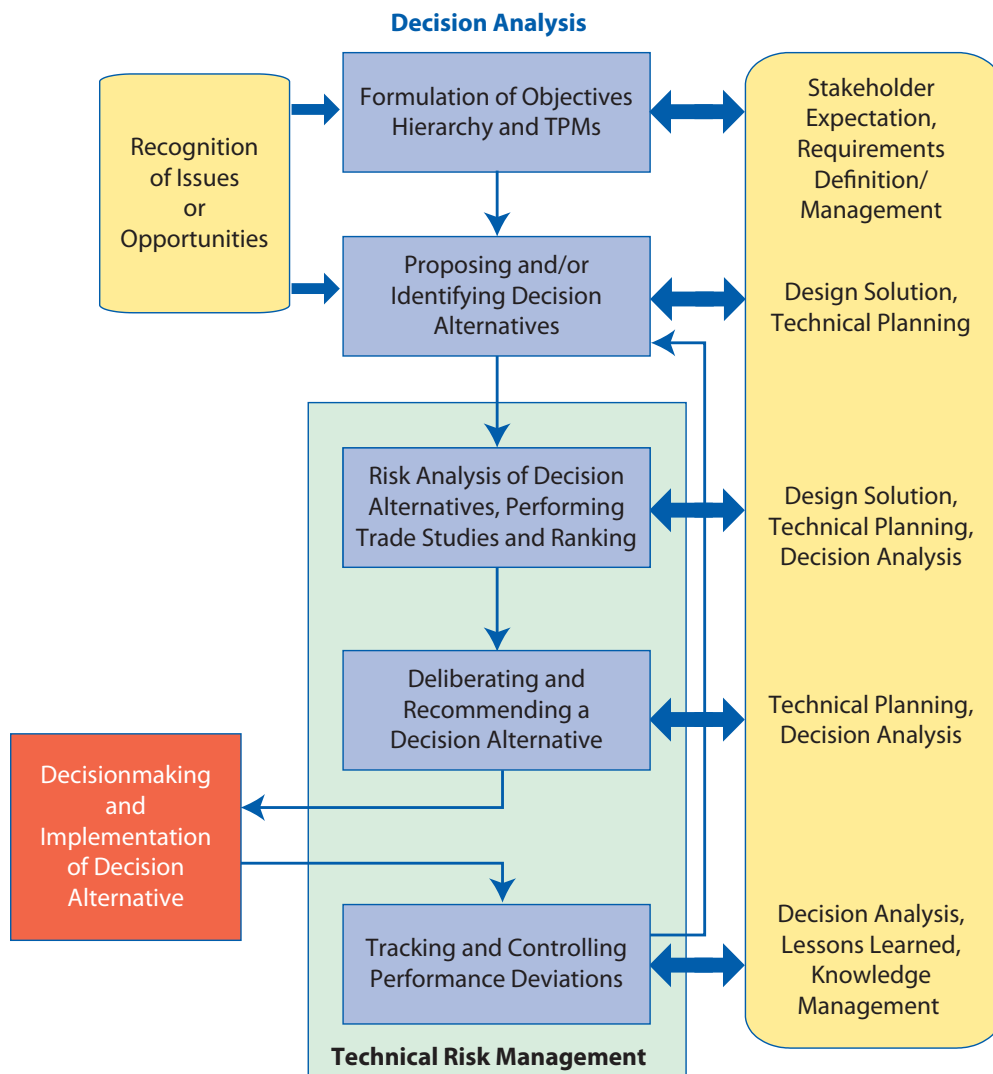 Decision Analysis
Recognition
of Issues
or
Opportunities
Formulation of Objectives
Hierarchy and TPMs
Stakeholder
Expectation,
Requirements
Definition/
Management
Proposing and/or
Identifying Decision
Alternatives
Design Solution,
Technical Planning
Risk Analysis of Decision
Alternatives, Performing
Trade Studies and Ranking
Design Solution,
Technical Planning,
Decision Analysis
Deliberating and
Recommending a
Decision Alternative
Technical Planning,
Decision Analysis
Decisionmaking
and
Implementation
of Decision
Alternative
Tracking and Controlling
Performance Deviations
Decision Analysis,
Lessons Learned,
Knowledge
Management
Technical Risk Management